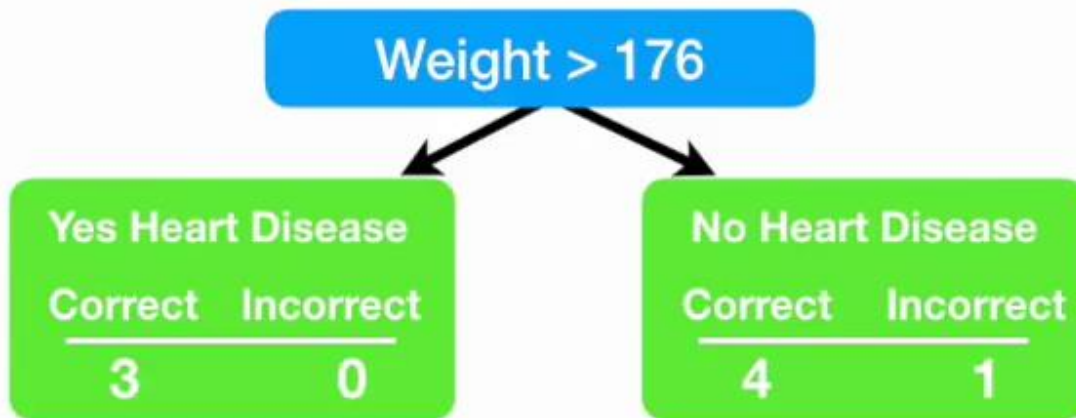 Weight > 176
Yes Heart Disease
Correct Incorrect
3 0
No Heart Disease
Correct Incorrect
4 1